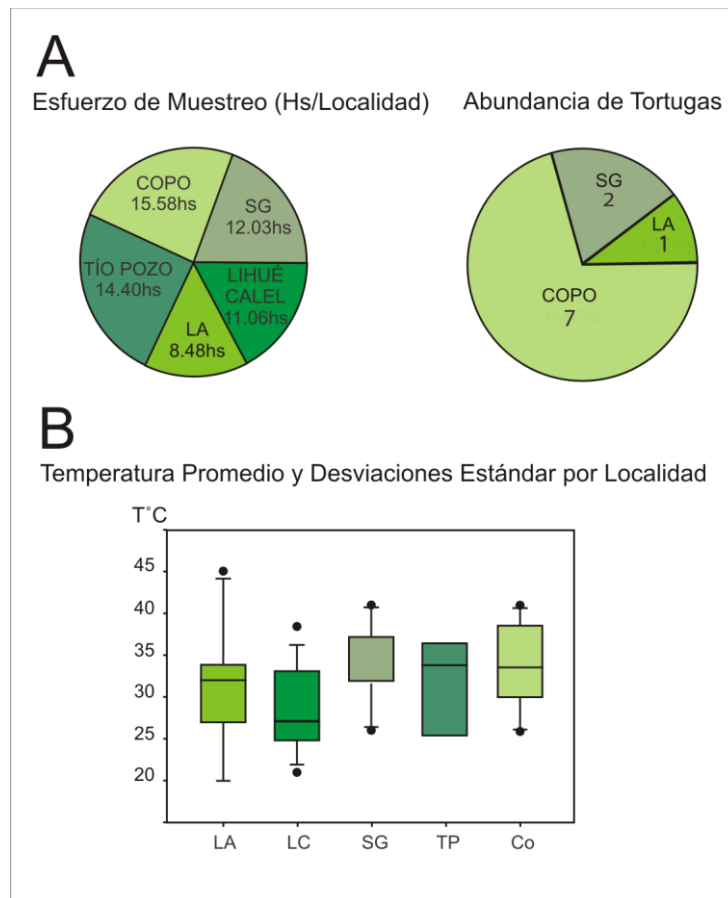 A
Esfuerzo de Muestreo (Hs/Localidad)
COPO
15.58hs
SG
12.03hs
TÍO POZO
14.40hs
LIHUÉ
CALEL
11.06hs
LA
8.48hs
Abundancia de Tortugas
SG
2
LA
1
COPO
7
B
Temperatura Promedio y Desviaciones Estándar por Localidad
T°C
45
40
35
30
25
20
LA LC SG TP Co